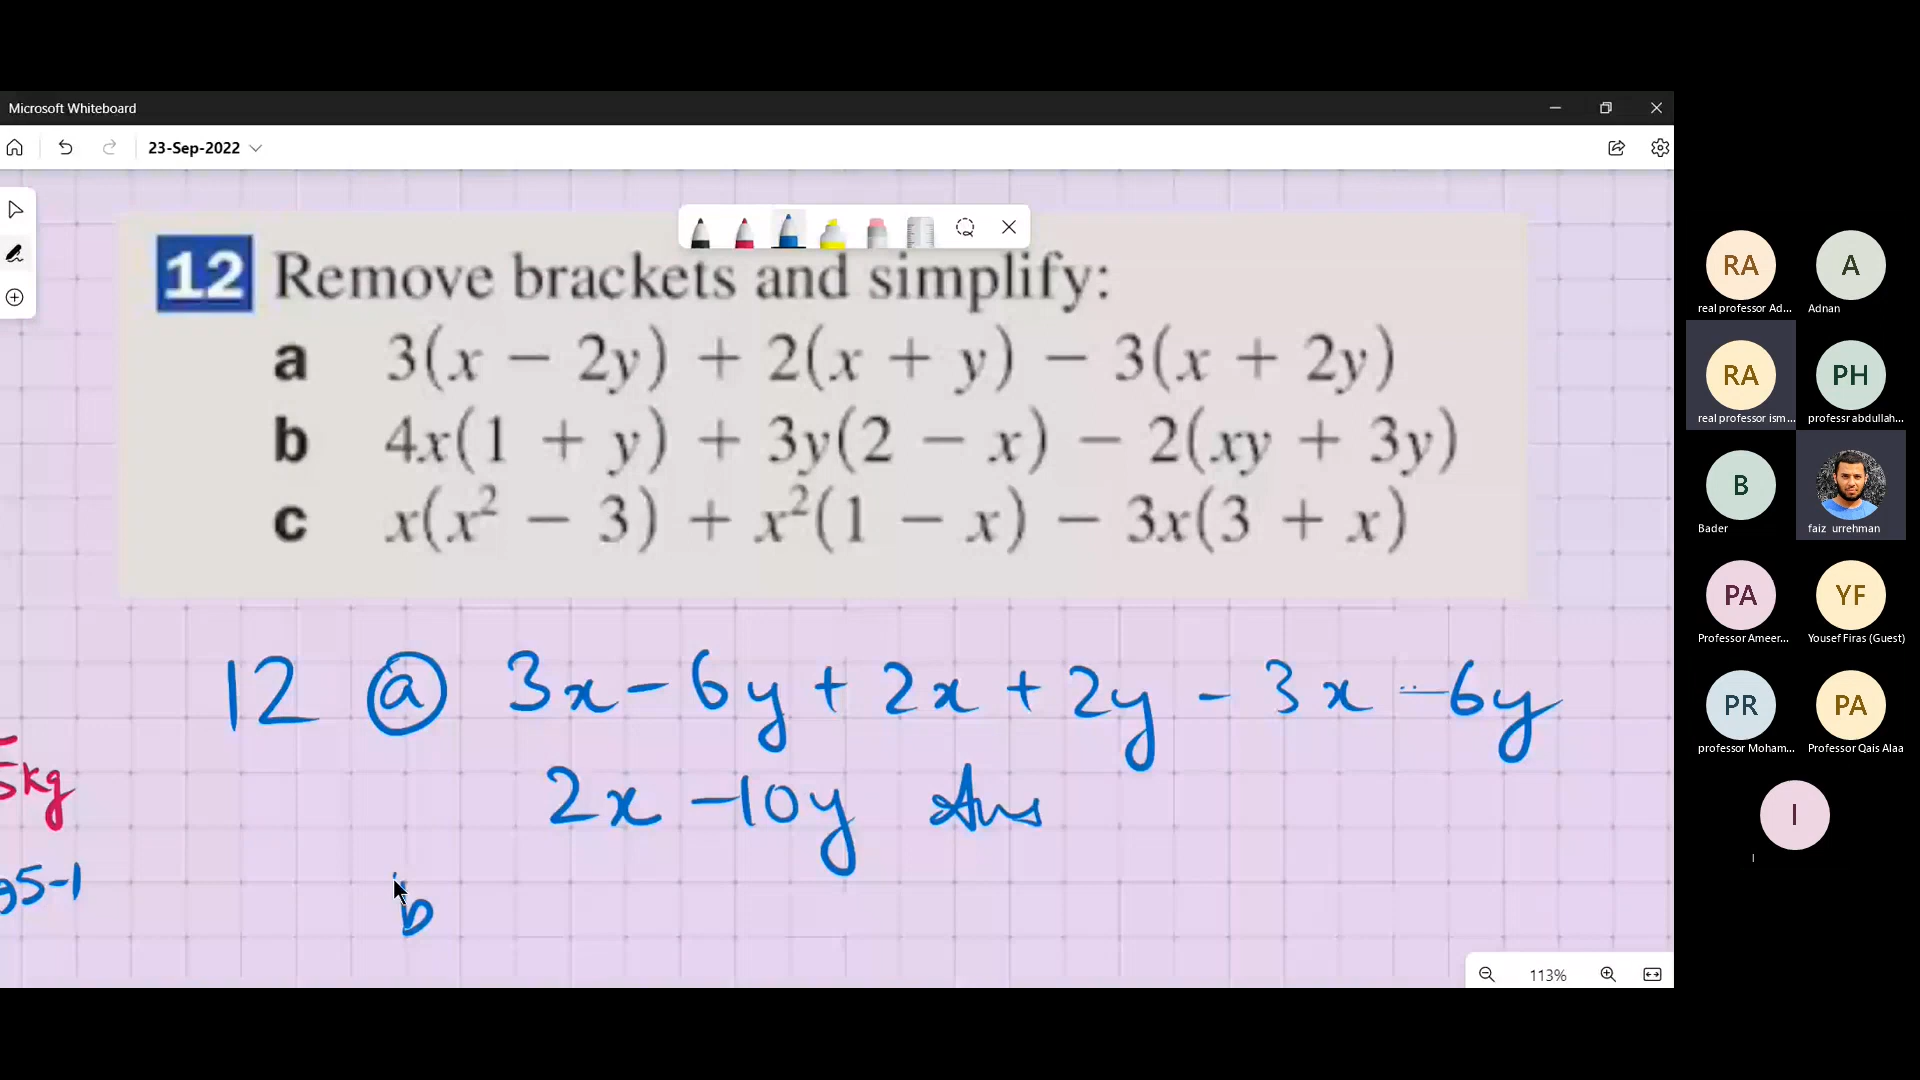 Microsoft Whiteboard
23-Sep-2022
12 Remove brackets and simplify:
a 3(x − 2y) + 2(x + y) − 3(x + 2y)
b 4x(1 + y) + 3y(2 − x) − 2(xy + 3y)
c x(x² − 3) + x²(1 − x) − 3x(3 + x)
12 ⓐ 3x - 6y + 2x + 2y - 3x - 6y
2x - 10y Ans
b
5kg
95-1
113%
RA
real professor Ad...
A
Adnan
RA
real professor ism...
PH
professr abdullah...
B
Bader
faiz urrehman
PA
Professor Ameer...
YF
Yousef Firas (Guest)
PR
professor Moham...
PA
Professor Qais Alaa
I
I